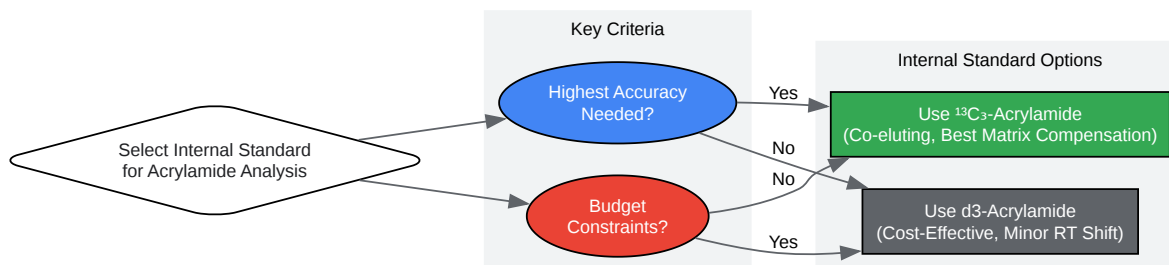 Key Criteria
Internal Standard Options
Select Internal Standard
for Acrylamide Analysis
Highest Accuracy
Needed?
Yes
Use ¹³C₃-Acrylamide
(Co-eluting, Best Matrix Compensation)
No
No
Budget
Constraints?
Yes
Use d3-Acrylamide
(Cost-Effective, Minor RT Shift)